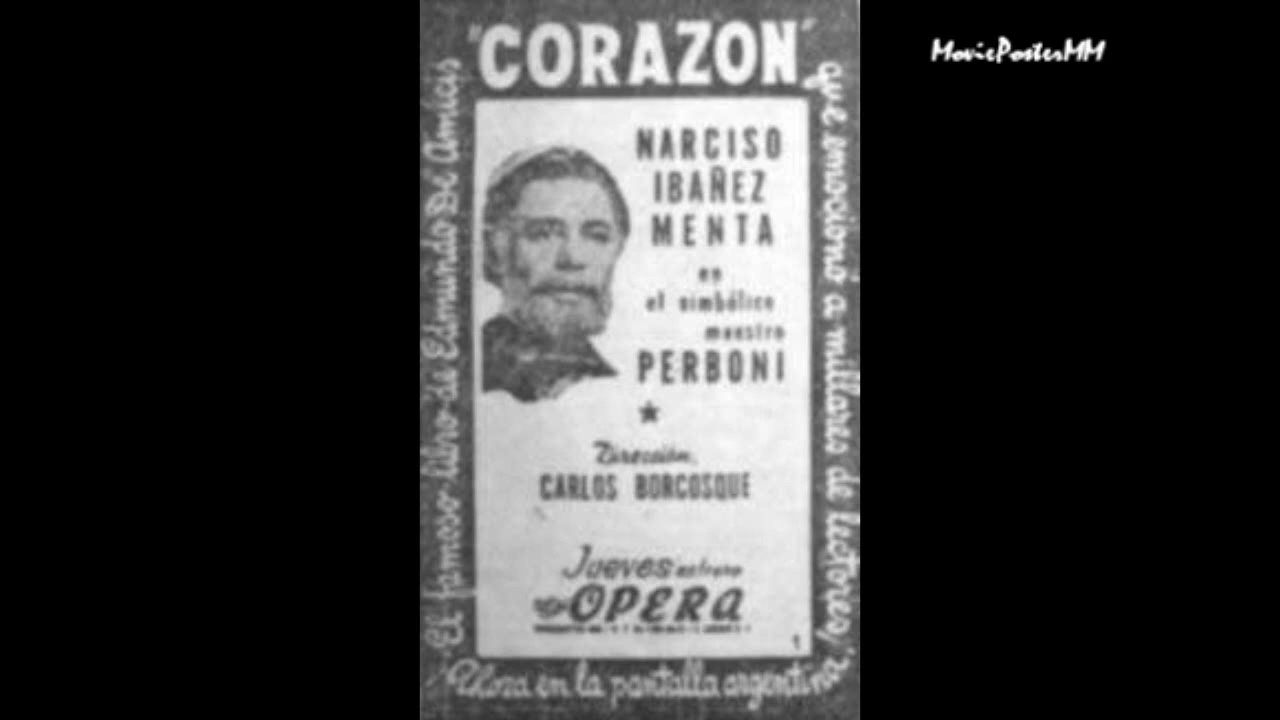 "CORAZON"
MoviePosterMM
El famoso libro de Edmundo De Amicis
que emocionó a millares de lectores,
NARCISO
IBAÑEZ
MENTA
en
el simbólico
maestro
PERBONI
Dirección,
CARLOS BORCOSQUE
Jueves estreno
OPERA
Ahora en la pantalla argentina